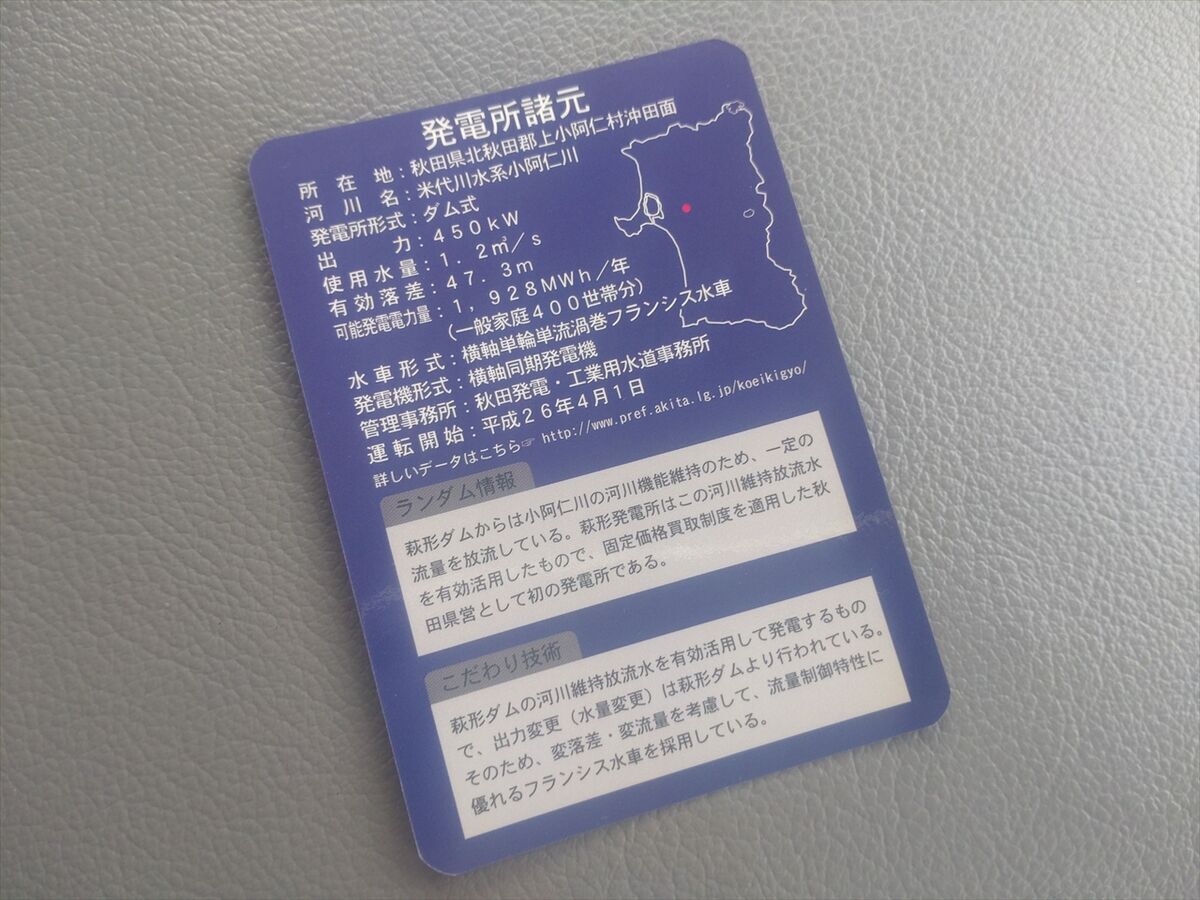 発電所諸元
所在地：秋田県北秋田郡上小阿仁村沖田面
河川名：米代川水系小阿仁川
発電所形式：ダム式
出力：４５０ｋＷ
使用水量：１．２㎥／ｓ
有効落差：４７．３ｍ
可能発電電力量：１，９２８ＭＷｈ／年
（一般家庭４００世帯分）
水車形式：横軸単輪単流渦巻フランシス水車
発電機形式：横軸同期発電機
管理事務所：秋田発電・工業用水道事務所
運転開始：平成２６年４月１日
詳しいデータはこちら☞ http://www.pref.akita.lg.jp/koeikigyo/
ランダム情報
萩形ダムからは小阿仁川の河川機能維持のため、一定の
流量を放流している。萩形発電所はこの河川維持放流水
を有効活用したもので、固定価格買取制度を適用した秋
田県営として初の発電所である。
こだわり技術
萩形ダムの河川維持放流水を有効活用して発電するもの
で、出力変更（水量変更）は萩形ダムより行われている。
そのため、変落差・変流量を考慮して、流量制御特性に
優れるフランシス水車を採用している。